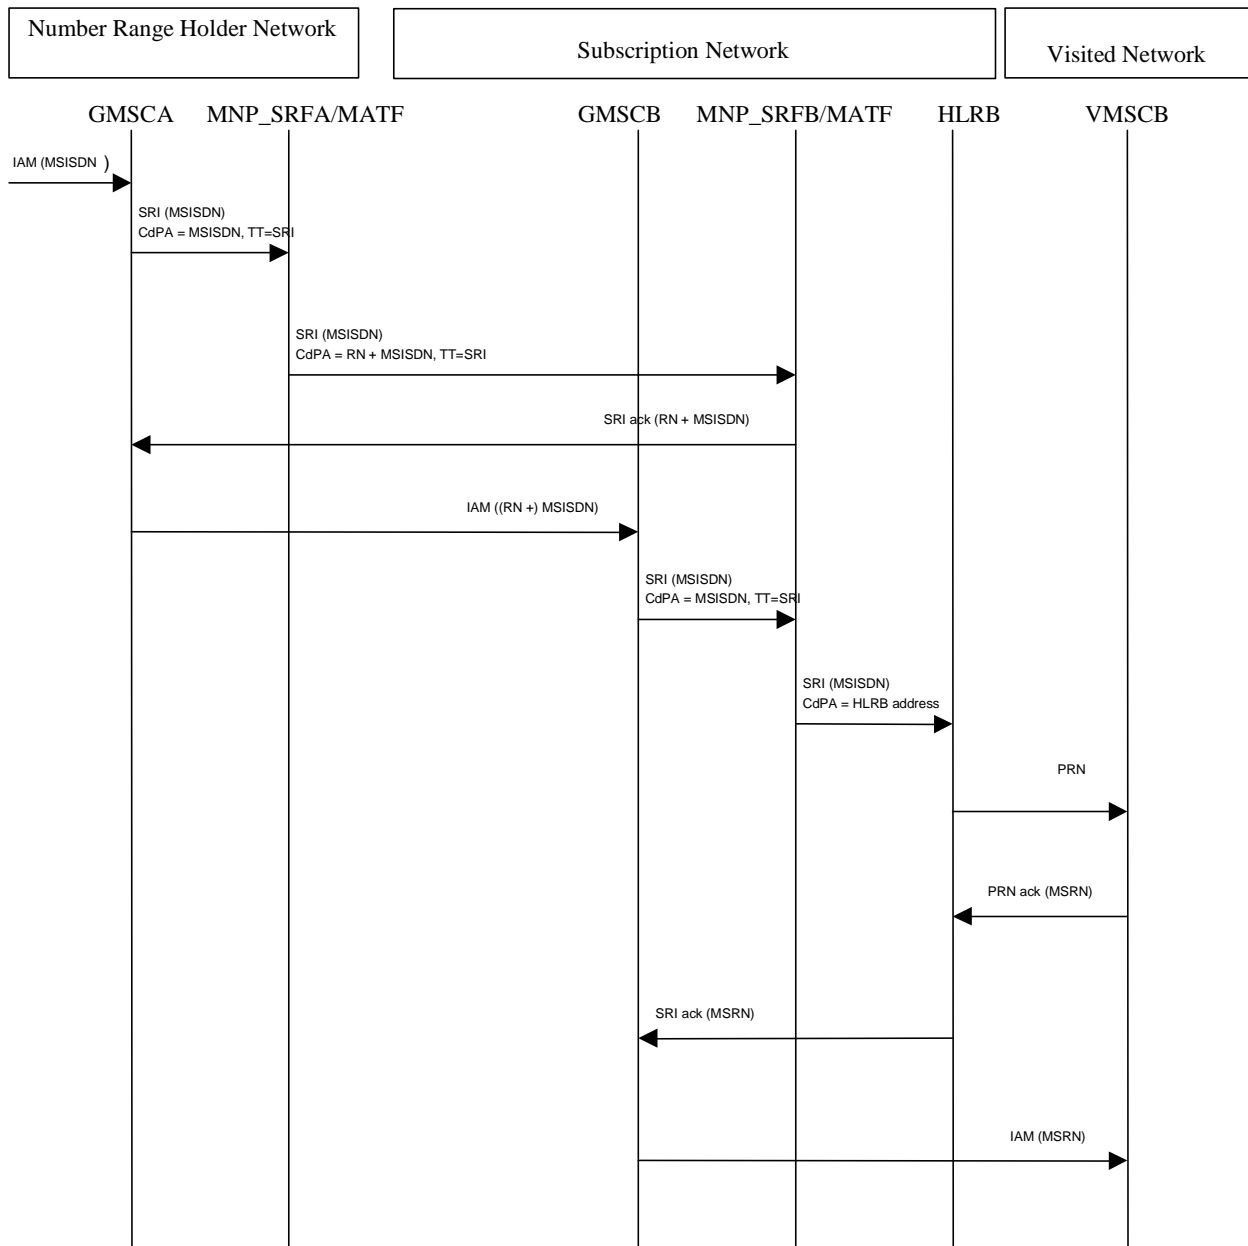 Number Range Holder Network
Subscription Network
Visited Network
GMSCA
MNP_SRFA/MATF
GMSCB
MNP_SRFB/MATF
HLRB
VMSCB
IAM (MSISDN )
SRI (MSISDN)
CdPA = MSISDN, TT=SRI
SRI (MSISDN)
CdPA = RN + MSISDN, TT=SRI
SRI ack (RN + MSISDN)
IAM ((RN +) MSISDN)
SRI (MSISDN)
CdPA = MSISDN, TT=SRI
SRI (MSISDN)
CdPA = HLRB address
PRN
PRN ack (MSRN)
SRI ack (MSRN)
IAM (MSRN)